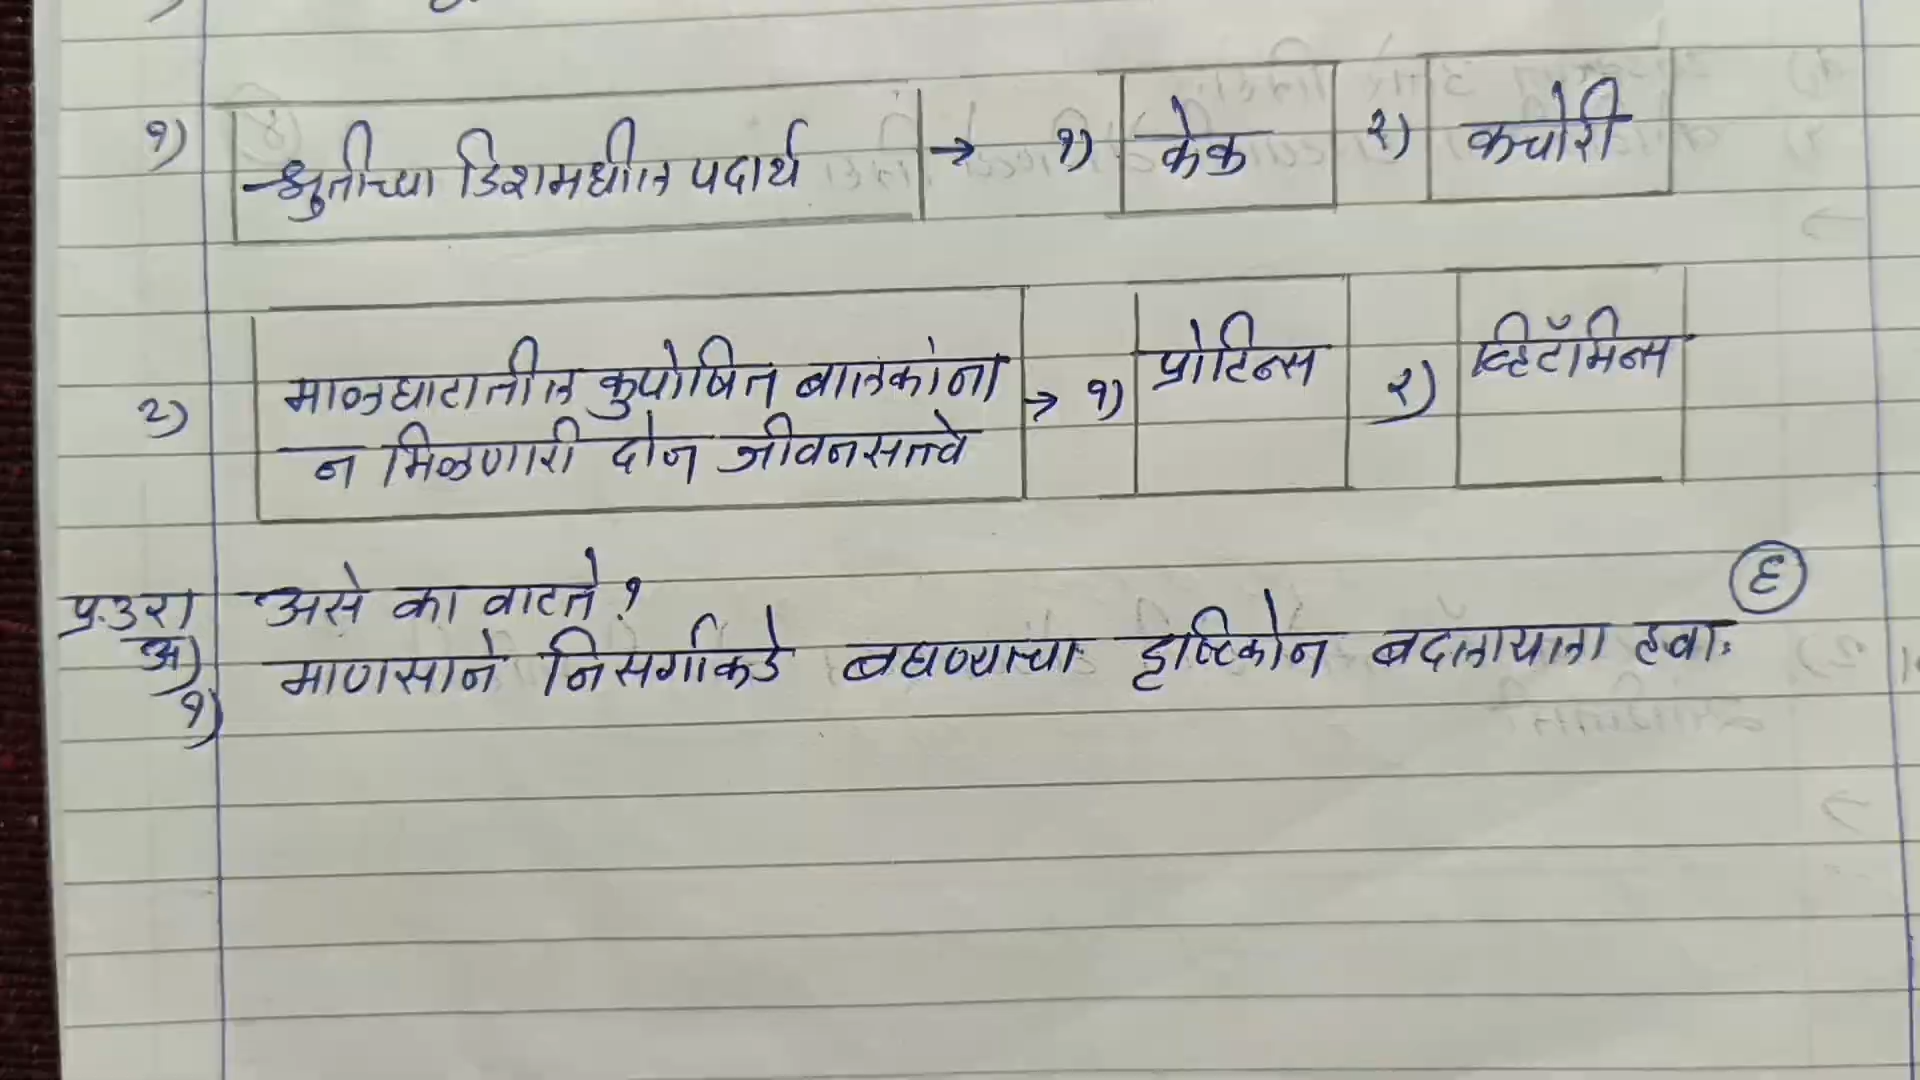 १) श्रुतीच्या डिशमधील पदार्थ → १) केक २) कचोरी
२) माळघाटातील कुपोषित बालकांना → १) प्रोटिन्स २) व्हिटॅमिन्स
न मिळणारी दोन जीवनसत्त्वे
प्र.३रा असे का वाटते? ६
अ)
१) माणसाने निसर्गाकडे बघण्याचा दृष्टिकोन बदलायला हवा.